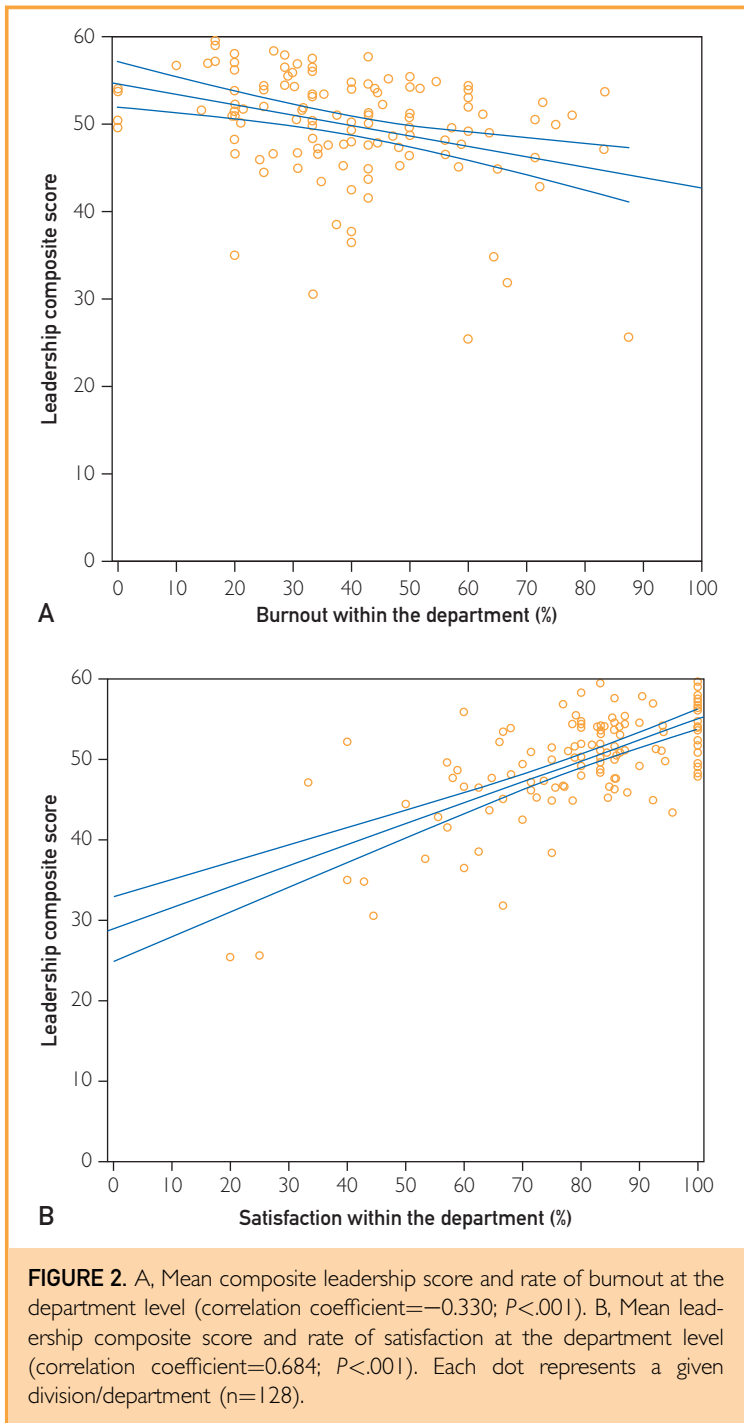 60
50
40
30
20
10
0
Leadership composite score
0 10 20 30 40 50 60 70 80 90 100
A
Burnout within the department (%)
60
50
40
30
20
10
0
Leadership composite score
0 10 20 30 40 50 60 70 80 90 100
B
Satisfaction within the department (%)
FIGURE 2. A, Mean composite leadership score and rate of burnout at the
department level (correlation coefficient=−0.330; P<.001). B, Mean lead-
ership composite score and rate of satisfaction at the department level
(correlation coefficient=0.684; P<.001). Each dot represents a given
division/department (n=128).